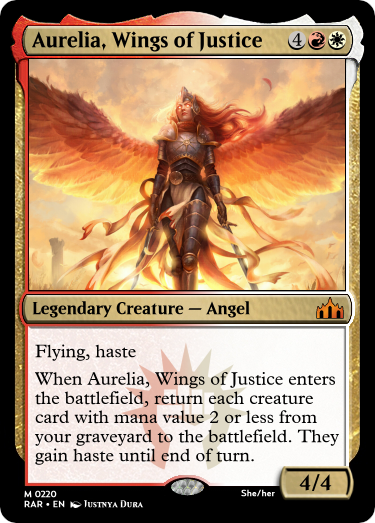 Aurelia, Wings of Justice 4
Legendary Creature — Angel
Flying, haste
When Aurelia, Wings of Justice enters
the battlefield, return each creature
card with mana value 2 or less from
your graveyard to the battlefield. They
gain haste until end of turn.
4/4
M 0220 She/her
RAR • EN Justnya Dura